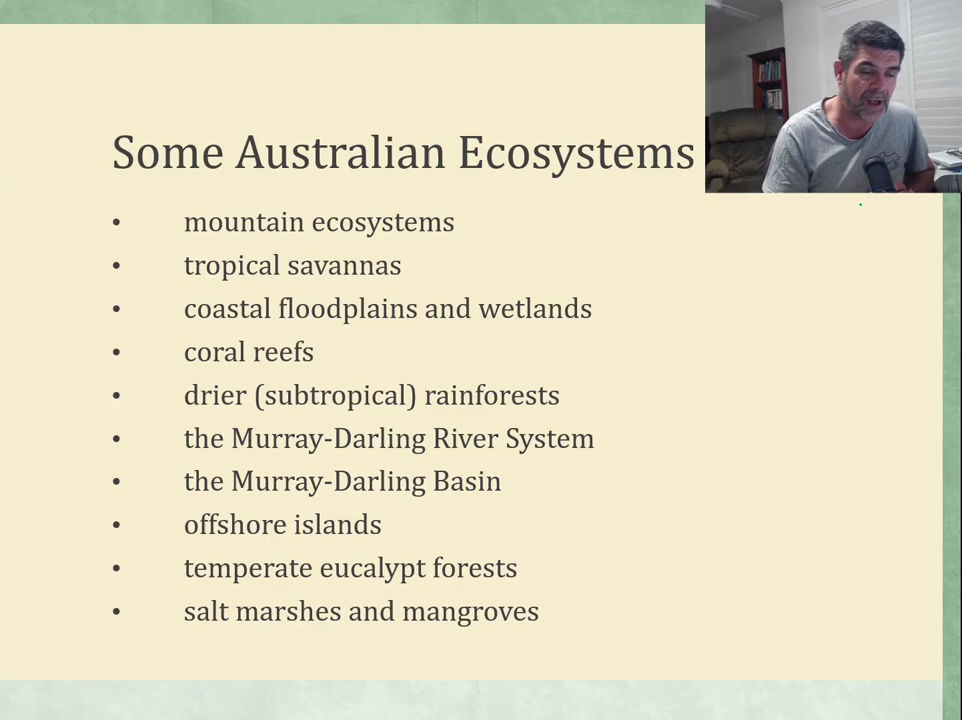 Some Australian Ecosystems
• mountain ecosystems
• tropical savannas
• coastal floodplains and wetlands
• coral reefs
• drier (subtropical) rainforests
• the Murray-Darling River System
• the Murray-Darling Basin
• offshore islands
• temperate eucalypt forests
• salt marshes and mangroves